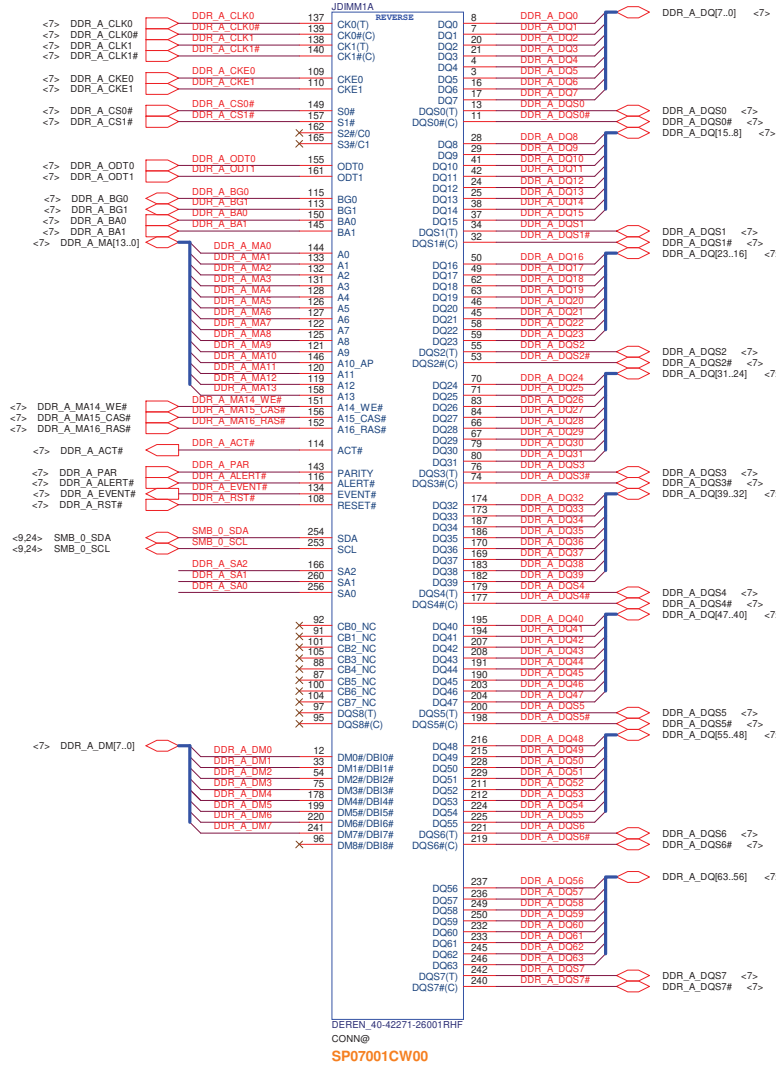 JDIMM1A
REVERSE
<7> DDR_A_CLK0 DDR_A_CLK0 137 CK0(T)
<7> DDR_A_CLK0# DDR_A_CLK0# 139 CK0#(C)
<7> DDR_A_CLK1 DDR_A_CLK1 138 CK1(T)
<7> DDR_A_CLK1# DDR_A_CLK1# 140 CK1#(C)
<7> DDR_A_CKE0 DDR_A_CKE0 109 CKE0
<7> DDR_A_CKE1 DDR_A_CKE1 110 CKE1
<7> DDR_A_CS0# DDR_A_CS0# 149 S0#
<7> DDR_A_CS1# DDR_A_CS1# 157 S1#
162 S2#/C0
165 S3#/C1
<7> DDR_A_ODT0 DDR_A_ODT0 155 ODT0
<7> DDR_A_ODT1 DDR_A_ODT1 161 ODT1
<7> DDR_A_BG0 DDR_A_BG0 115 BG0
<7> DDR_A_BG1 DDR_A_BG1 113 BG1
<7> DDR_A_BA0 DDR_A_BA0 150 BA0
<7> DDR_A_BA1 DDR_A_BA1 145 BA1
<7> DDR_A_MA[13..0]
DDR_A_MA0 144 A0
DDR_A_MA1 133 A1
DDR_A_MA2 132 A2
DDR_A_MA3 131 A3
DDR_A_MA4 128 A4
DDR_A_MA5 126 A5
DDR_A_MA6 127 A6
DDR_A_MA7 122 A7
DDR_A_MA8 125 A8
DDR_A_MA9 121 A9
DDR_A_MA10 146 A10_AP
DDR_A_MA11 120 A11
DDR_A_MA12 119 A12
DDR_A_MA13 158 A13
<7> DDR_A_MA14_WE# DDR_A_MA14_WE# 151 A14_WE#
<7> DDR_A_MA15_CAS# DDR_A_MA15_CAS# 156 A15_CAS#
<7> DDR_A_MA16_RAS# DDR_A_MA16_RAS# 152 A16_RAS#
<7> DDR_A_ACT# DDR_A_ACT# 114 ACT#
<7> DDR_A_PAR DDR_A_PAR 143 PARITY
<7> DDR_A_ALERT# DDR_A_ALERT# 116 ALERT#
<7> DDR_A_EVENT# DDR_A_EVENT# 134 EVENT#
<7> DDR_A_RST# DDR_A_RST# 108 RESET#
<9,24> SMB_0_SDA SMB_0_SDA 254 SDA
<9,24> SMB_0_SCL SMB_0_SCL 253 SCL
DDR_A_SA2 166 SA2
DDR_A_SA1 260 SA1
DDR_A_SA0 256 SA0
92 CB0_NC
91 CB1_NC
101 CB2_NC
105 CB3_NC
88 CB4_NC
87 CB5_NC
100 CB6_NC
104 CB7_NC
97 DQS8(T)
95 DQS8#(C)
<7> DDR_A_DM[7..0]
DDR_A_DM0 12 DM0#/DBI0#
DDR_A_DM1 33 DM1#/DBI1#
DDR_A_DM2 54 DM2#/DBI2#
DDR_A_DM3 75 DM3#/DBI3#
DDR_A_DM4 178 DM4#/DBI4#
DDR_A_DM5 199 DM5#/DBI5#
DDR_A_DM6 220 DM6#/DBI6#
DDR_A_DM7 241 DM7#/DBI7#
96 DM8#/DBI8#
DQ0 8 DDR_A_DQ0 DDR_A_DQ[7..0] <7>
DQ1 7 DDR_A_DQ1
DQ2 20 DDR_A_DQ2
DQ3 21 DDR_A_DQ3
DQ4 4 DDR_A_DQ4
DQ5 3 DDR_A_DQ5
DQ6 16 DDR_A_DQ6
DQ7 17 DDR_A_DQ7
DQS0(T) 13 DDR_A_DQS0 DDR_A_DQS0 <7>
DQS0#(C) 11 DDR_A_DQS0# DDR_A_DQS0# <7>
DDR_A_DQ[15..8] <7>
DQ8 28 DDR_A_DQ8
DQ9 29 DDR_A_DQ9
DQ10 41 DDR_A_DQ10
DQ11 42 DDR_A_DQ11
DQ12 24 DDR_A_DQ12
DQ13 25 DDR_A_DQ13
DQ14 38 DDR_A_DQ14
DQ15 37 DDR_A_DQ15
DQS1(T) 34 DDR_A_DQS1 DDR_A_DQS1 <7>
DQS1#(C) 32 DDR_A_DQS1# DDR_A_DQS1# <7>
DDR_A_DQ[23..16] <7
DQ16 50 DDR_A_DQ16
DQ17 49 DDR_A_DQ17
DQ18 62 DDR_A_DQ18
DQ19 63 DDR_A_DQ19
DQ20 46 DDR_A_DQ20
DQ21 45 DDR_A_DQ21
DQ22 58 DDR_A_DQ22
DQ23 59 DDR_A_DQ23
DQS2(T) 55 DDR_A_DQS2 DDR_A_DQS2 <7>
DQS2#(C) 53 DDR_A_DQS2# DDR_A_DQS2# <7>
DDR_A_DQ[31..24] <7
DQ24 70 DDR_A_DQ24
DQ25 71 DDR_A_DQ25
DQ26 83 DDR_A_DQ26
DQ27 84 DDR_A_DQ27
DQ28 66 DDR_A_DQ28
DQ29 67 DDR_A_DQ29
DQ30 79 DDR_A_DQ30
DQ31 80 DDR_A_DQ31
DQS3(T) 76 DDR_A_DQS3 DDR_A_DQS3 <7>
DQS3#(C) 74 DDR_A_DQS3# DDR_A_DQS3# <7>
DDR_A_DQ[39..32] <7
DQ32 174 DDR_A_DQ32
DQ33 173 DDR_A_DQ33
DQ34 187 DDR_A_DQ34
DQ35 186 DDR_A_DQ35
DQ36 170 DDR_A_DQ36
DQ37 169 DDR_A_DQ37
DQ38 183 DDR_A_DQ38
DQ39 182 DDR_A_DQ39
DQS4(T) 179 DDR_A_DQS4 DDR_A_DQS4 <7>
DQS4#(C) 177 DDR_A_DQS4# DDR_A_DQS4# <7>
DDR_A_DQ[47..40] <7
DQ40 195 DDR_A_DQ40
DQ41 194 DDR_A_DQ41
DQ42 207 DDR_A_DQ42
DQ43 208 DDR_A_DQ43
DQ44 191 DDR_A_DQ44
DQ45 190 DDR_A_DQ45
DQ46 203 DDR_A_DQ46
DQ47 204 DDR_A_DQ47
DQS5(T) 200 DDR_A_DQS5 DDR_A_DQS5 <7>
DQS5#(C) 198 DDR_A_DQS5# DDR_A_DQS5# <7>
DDR_A_DQ[55..48] <7
DQ48 216 DDR_A_DQ48
DQ49 215 DDR_A_DQ49
DQ50 228 DDR_A_DQ50
DQ51 229 DDR_A_DQ51
DQ52 211 DDR_A_DQ52
DQ53 212 DDR_A_DQ53
DQ54 224 DDR_A_DQ54
DQ55 225 DDR_A_DQ55
DQS6(T) 221 DDR_A_DQS6 DDR_A_DQS6 <7>
DQS6#(C) 219 DDR_A_DQS6# DDR_A_DQS6# <7>
DDR_A_DQ[63..56] <7
DQ56 237 DDR_A_DQ56
DQ57 236 DDR_A_DQ57
DQ58 249 DDR_A_DQ58
DQ59 250 DDR_A_DQ59
DQ60 232 DDR_A_DQ60
DQ61 233 DDR_A_DQ61
DQ62 245 DDR_A_DQ62
DQ63 246 DDR_A_DQ63
DQS7(T) 242 DDR_A_DQS7 DDR_A_DQS7 <7>
DQS7#(C) 240 DDR_A_DQS7# DDR_A_DQS7# <7>
DEREN_40-42271-26001RHF
CONN@
SP07001CW00